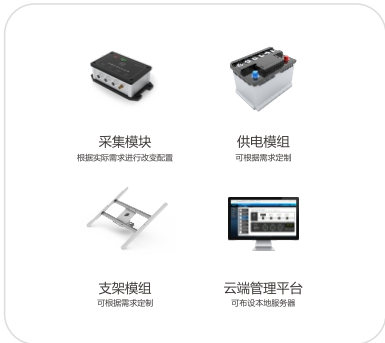 采集模块
根据实际需求进行改变配置
供电模组
可根据需求定制
支架模组
可根据需求定制
云端管理平台
可布设本地服务器